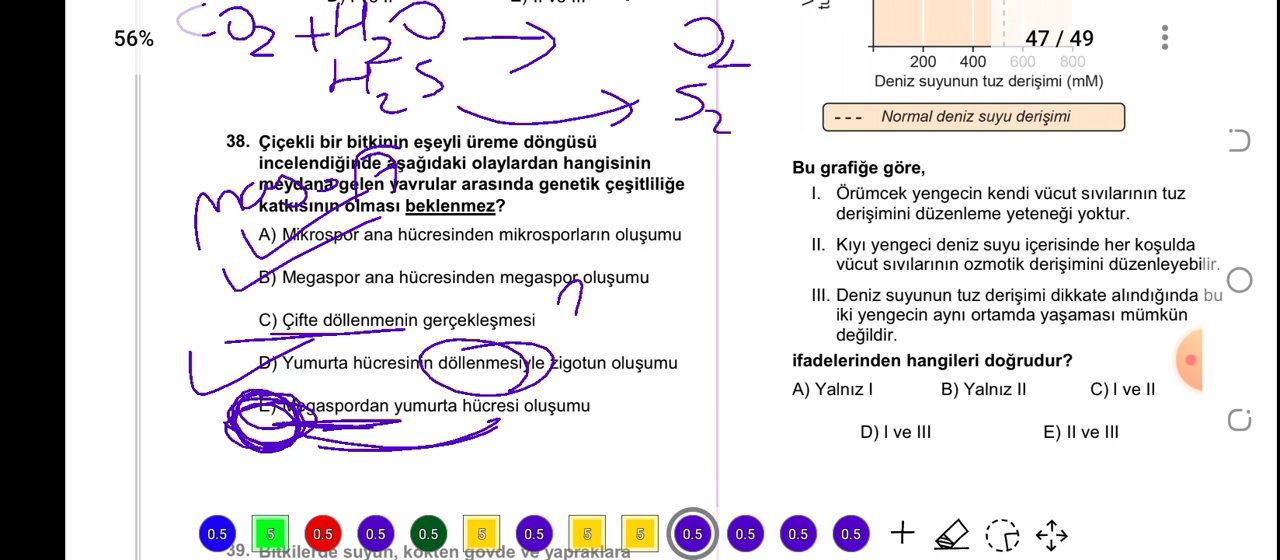 56%
CO2 + H2O → O2
H2S → S2
38. Çiçekli bir bitkinin eşeyli üreme döngüsü
incelendiğinde aşağıdaki olaylardan hangisinin
meydana gelen yavrular arasında genetik çeşitliliğe
katkısının olması beklenmez?
A) Mikrospor ana hücresinden mikrosporların oluşumu
B) Megaspor ana hücresinden megaspor oluşumu
C) Çifte döllenmenin gerçekleşmesi
D) Yumurta hücresinin döllenmesiyle zigotun oluşumu
E) Megaspordan yumurta hücresi oluşumu
47 / 49
200 400 600 800
Deniz suyunun tuz derişimi (mM)
--- Normal deniz suyu derişimi
Bu grafiğe göre,
I. Örümcek yengecin kendi vücut sıvılarının tuz
derişimini düzenleme yeteneği yoktur.
II. Kıyı yengeci deniz suyu içerisinde her koşulda
vücut sıvılarının ozmotik derişimini düzenleyebilir.
III. Deniz suyunun tuz derişimi dikkate alındığında bu
iki yengecin aynı ortamda yaşaması mümkün
değildir.
ifadelerinden hangileri doğrudur?
A) Yalnız I B) Yalnız II C) I ve II
D) I ve III E) II ve III
0.5 5 0.5 0.5 0.5 5 0.5 5 5 0.5 0.5 0.5 0.5
39. Bitkilerde suyun, kökten gövde ve yapraklara